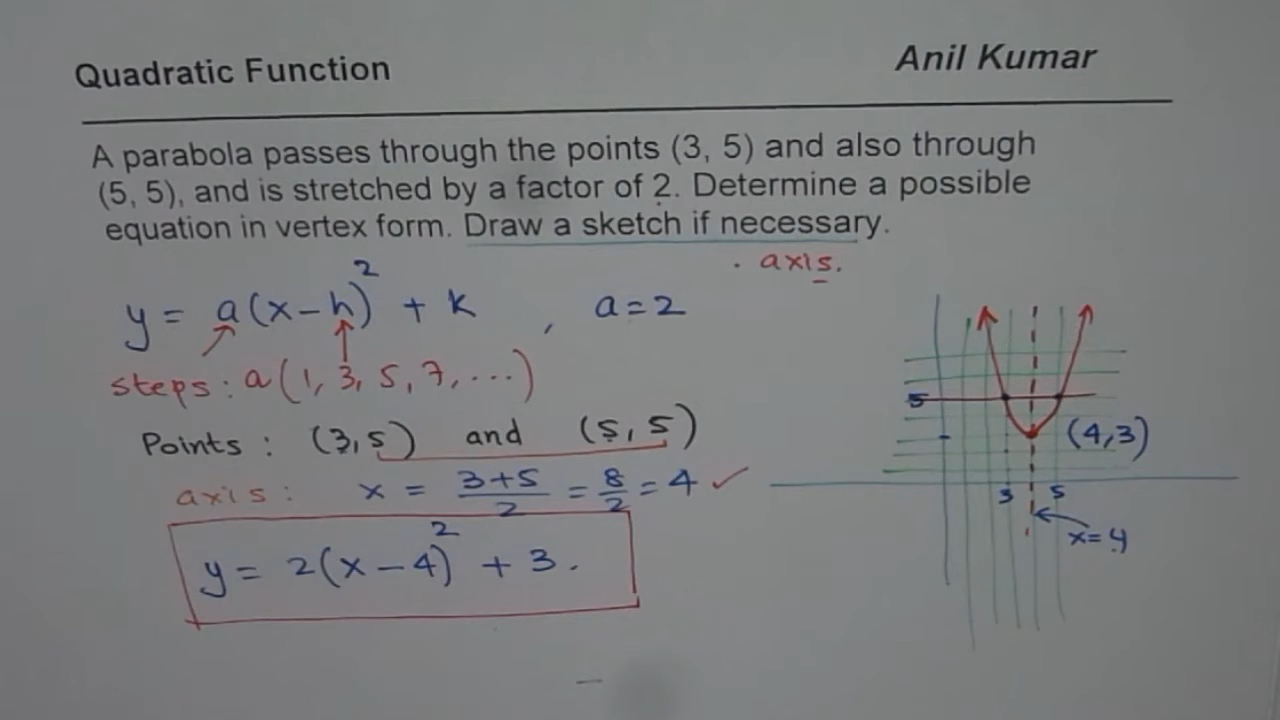 Quadratic Function
Anil Kumar
A parabola passes through the points (3, 5) and also through
(5, 5), and is stretched by a factor of 2. Determine a possible
equation in vertex form. Draw a sketch if necessary.
. axis.
y = a(x-h)² + k , a=2
steps: a(1, 3, 5, 7, ...)
Points : (3,5) and (5,5)
axis: x = (3+5)/2 = 8/2 = 4 ✓
y = 2(x-4)² + 3.
5
(4,3)
3 5
x=4